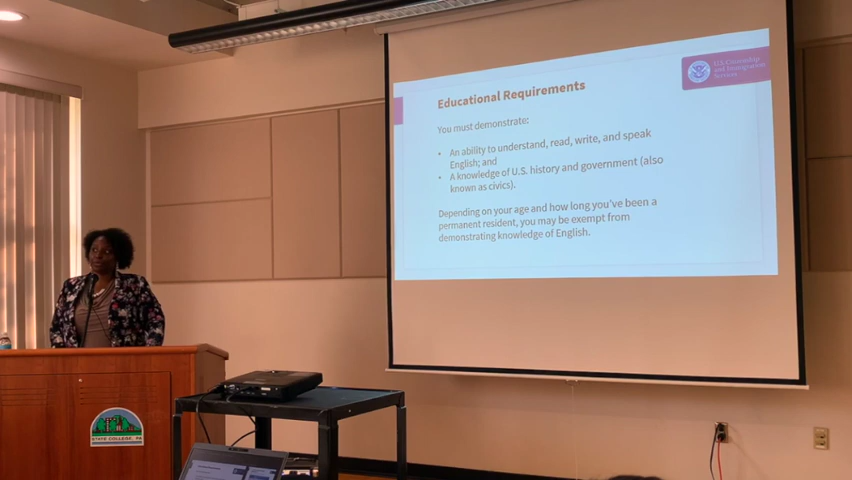 U.S. Citizenship
and Immigration
Services
Educational Requirements
You must demonstrate:
• An ability to understand, read, write, and speak
English; and
• A knowledge of U.S. history and government (also
known as civics).
Depending on your age and how long you've been a
permanent resident, you may be exempt from
demonstrating knowledge of English.
STATE COLLEGE, PA